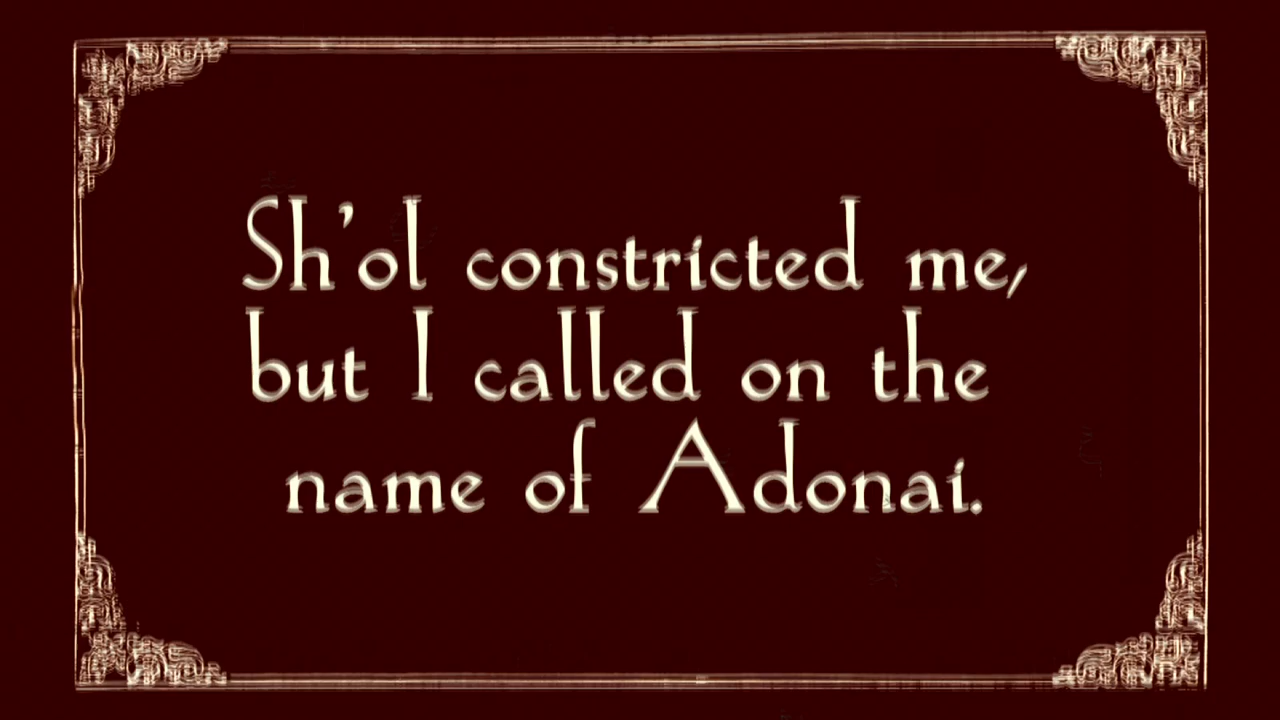 Sh'ol constricted me,
but I called on the
name of Adonai.